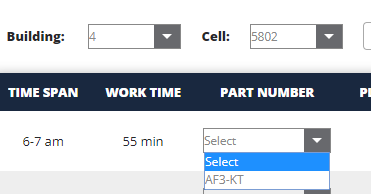 Building: 4 Cell: 5802
TIME SPAN WORK TIME PART NUMBER
6-7 am 55 min Select
Select
AF3-KT